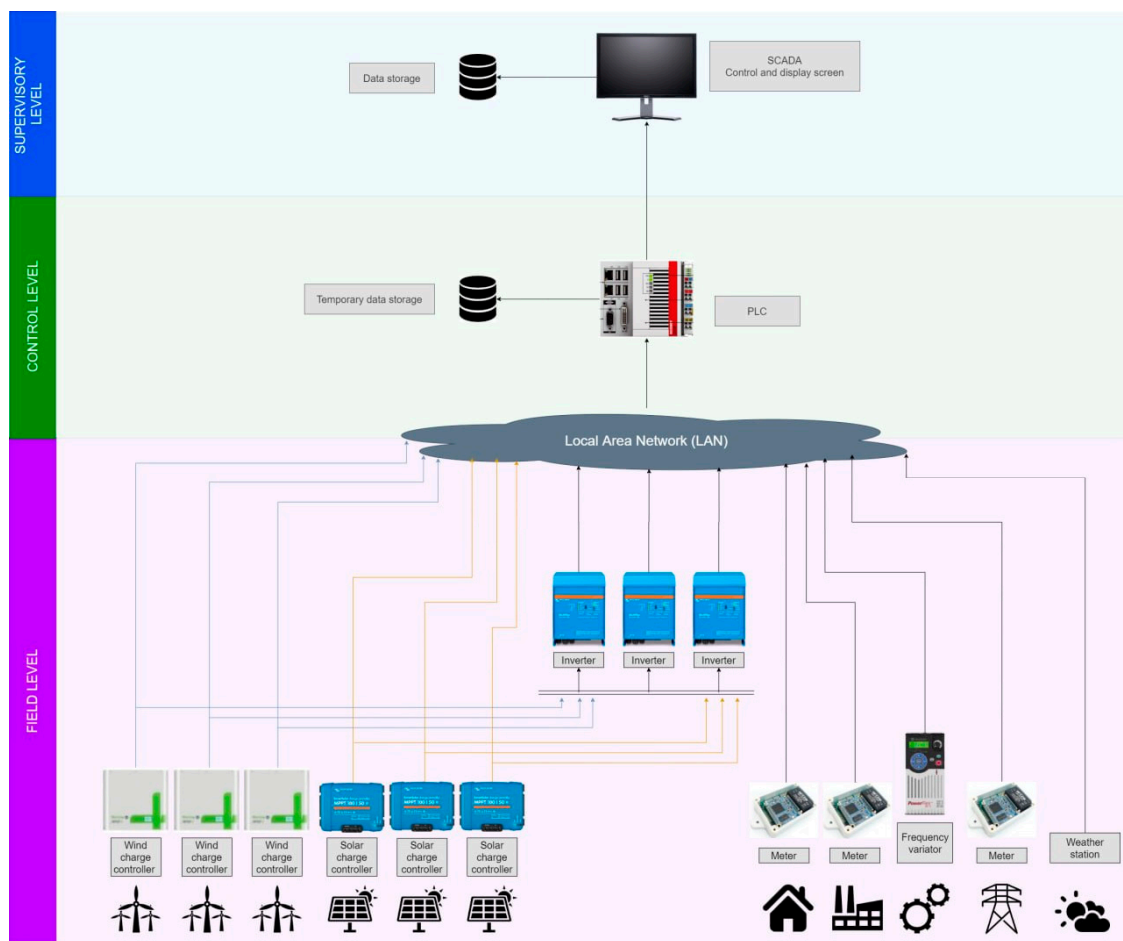 SUPERVISORY
LEVEL
Data storage
SCADA
Control and display screen
CONTROL LEVEL
Temporary data storage
PLC
Local Area Network (LAN)
FIELD LEVEL
Inverter
Inverter
Inverter
Wind
charge
controller
Wind
charge
controller
Wind
charge
controller
Solar
charge
controller
Solar
charge
controller
Solar
charge
controller
Meter
Meter
Frequency
variator
Meter
Weather
station